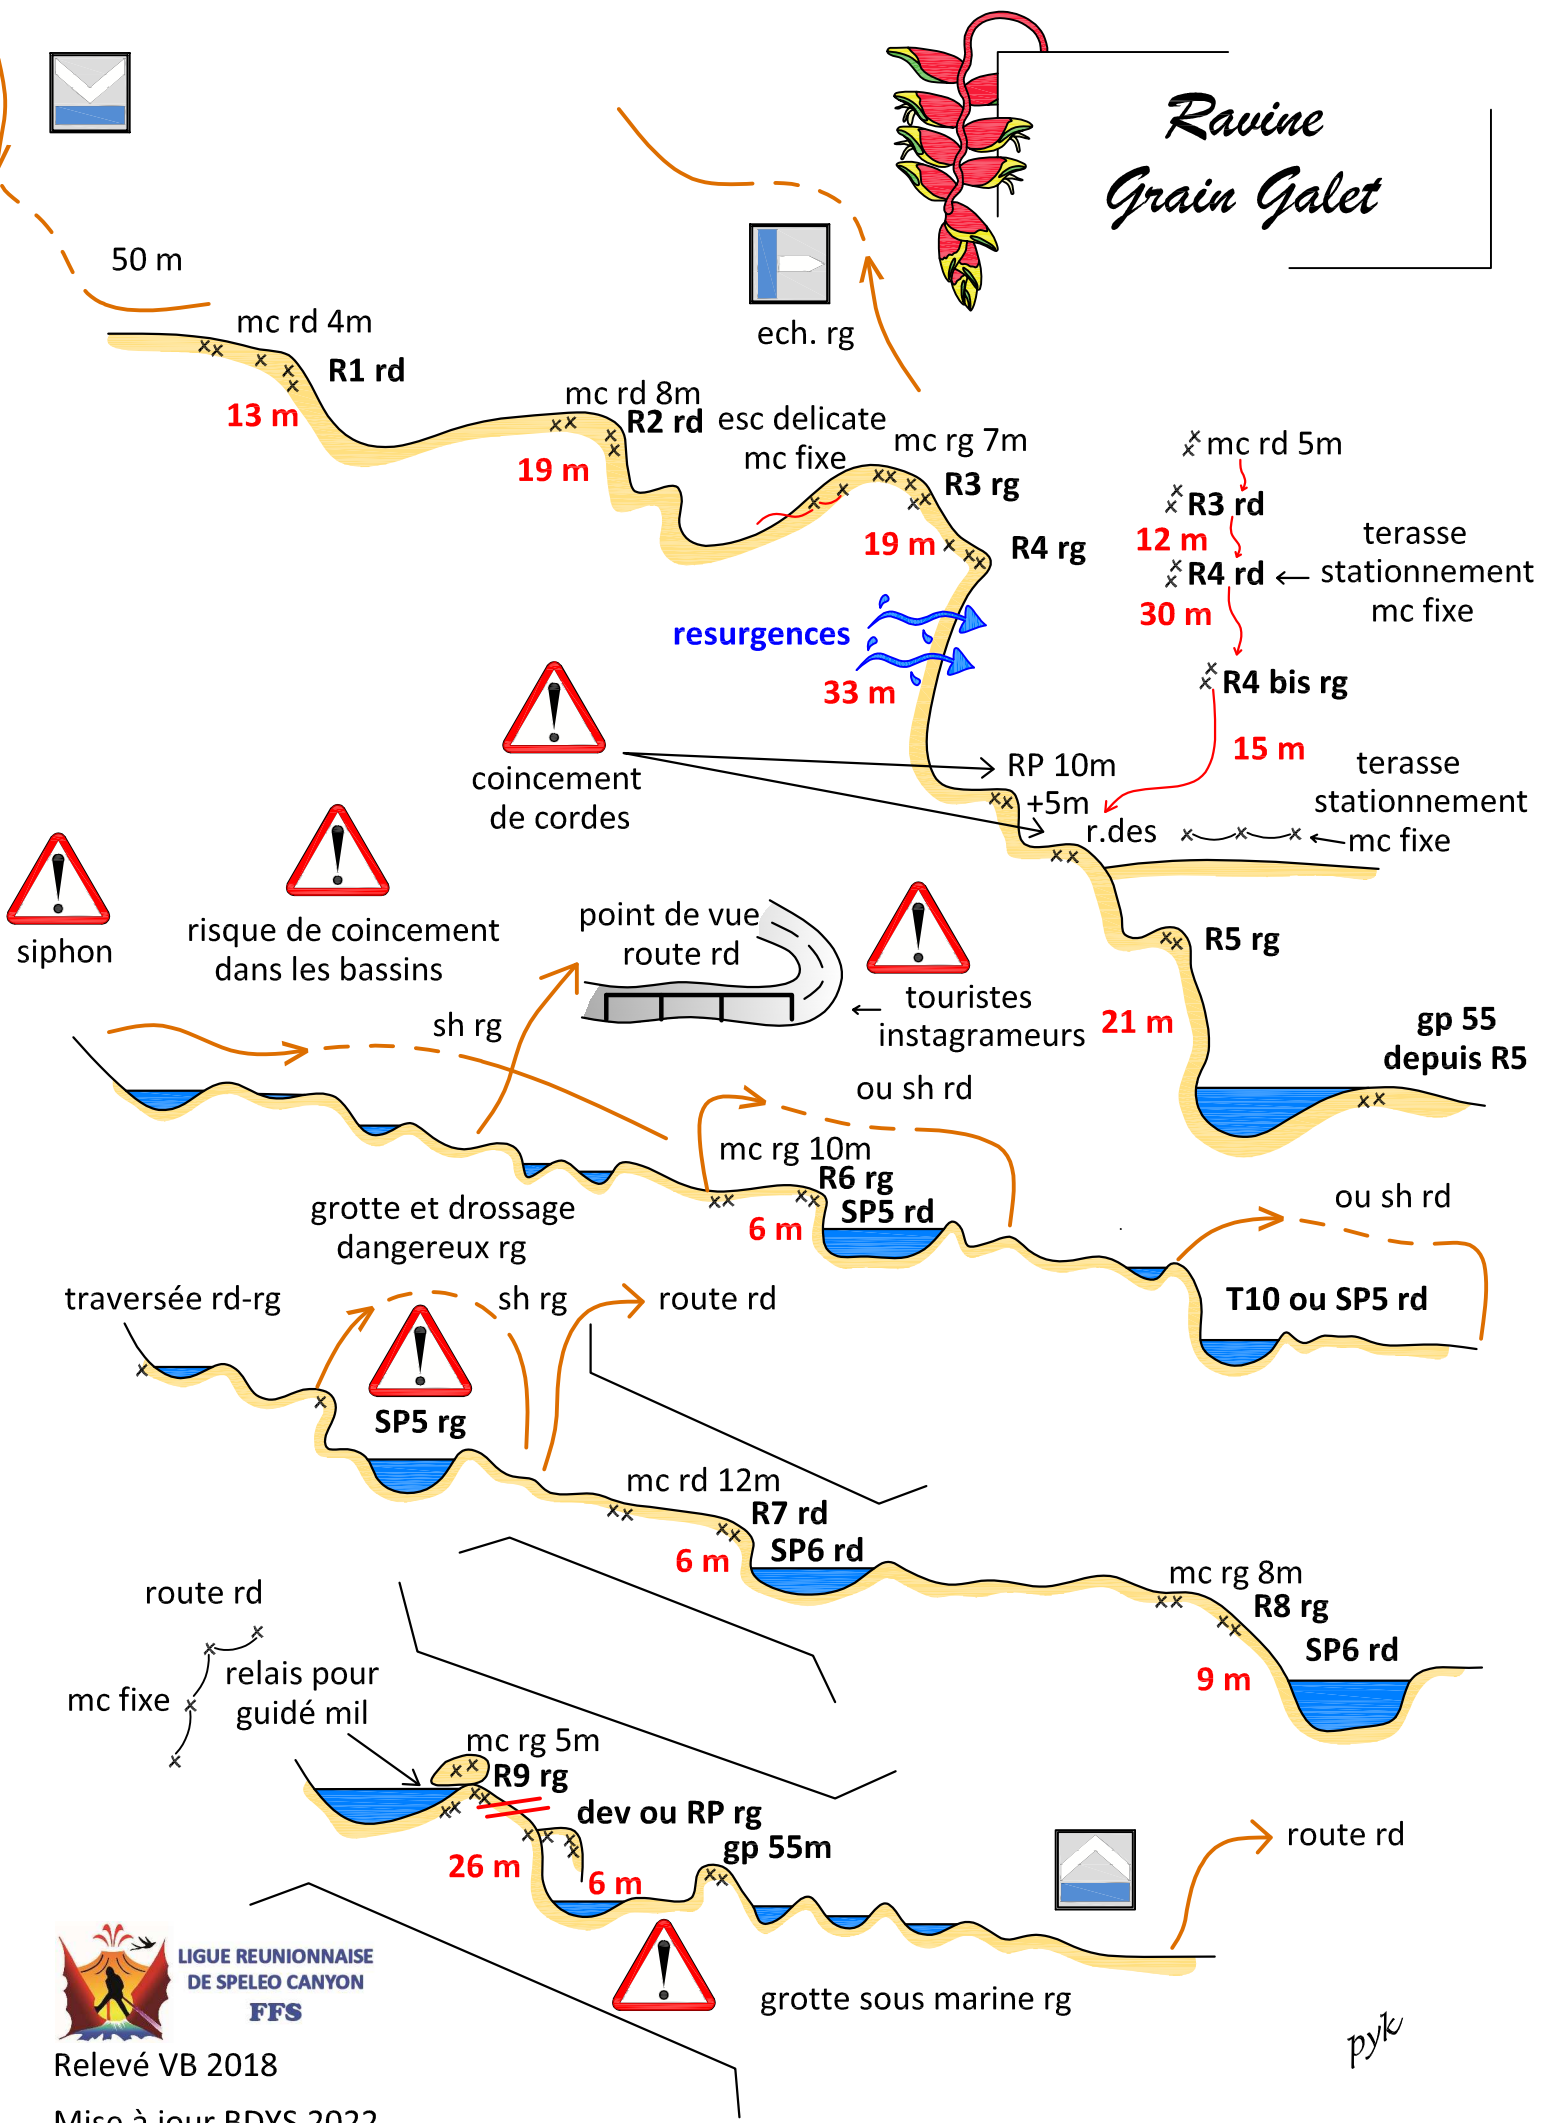 Ravine
Grain Galet
50 m
mc rd 4m
R1 rd
13 m
mc rd 8m
R2 rd
19 m
esc delicate
mc fixe
ech. rg
mc rg 7m
R3 rg
19 m
R4 rg
mc rd 5m
R3 rd
12 m
R4 rd
30 m
terasse
stationnement
mc fixe
R4 bis rg
15 m
resurgences
33 m
coincement
de cordes
RP 10m
+5m
r.des
terasse
stationnement
mc fixe
siphon
risque de coincement
dans les bassins
point de vue
route rd
touristes
instagrameurs
R5 rg
21 m
gp 55
depuis R5
sh rg
ou sh rd
mc rg 10m
R6 rg
SP5 rd
6 m
ou sh rd
T10 ou SP5 rd
grotte et drossage
dangereux rg
traversée rd-rg
sh rg
route rd
SP5 rg
mc rd 12m
R7 rd
SP6 rd
6 m
mc rg 8m
R8 rg
SP6 rd
9 m
route rd
mc fixe
relais pour
guidé mil
mc rg 5m
R9 rg
dev ou RP rg
gp 55m
26 m
6 m
route rd
grotte sous marine rg
LIGUE REUNIONNAISE
DE SPELEO CANYON
FFS
pyk
Relevé VB 2018
Mise à jour BDYS 2022